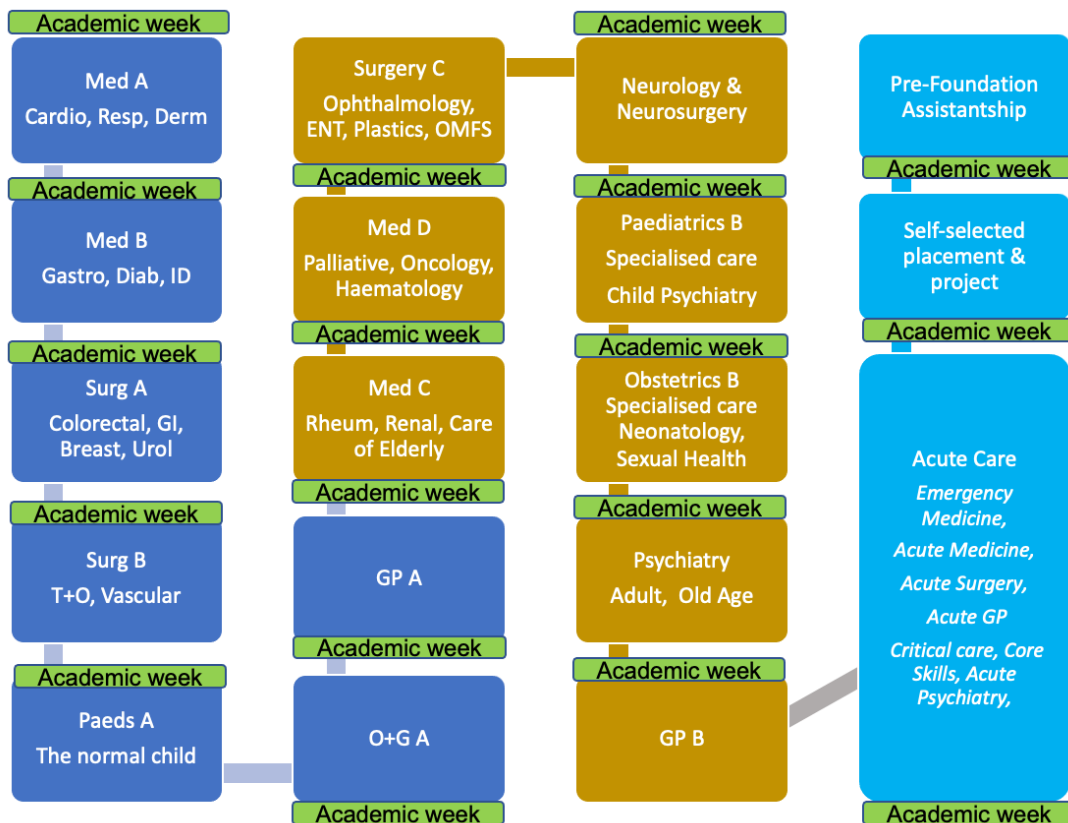 Academic week
Med A
Cardio, Resp, Derm
Academic week
Med B
Gastro, Diab, ID
Academic week
Surg A
Colorectal, GI,
Breast, Urol
Academic week
Surg B
T+O, Vascular
Academic week
Paeds A
The normal child
Surgery C
Ophthalmology,
ENT, Plastics, OMFS
Academic week
Med D
Palliative, Oncology,
Haematology
Academic week
Med C
Rheum, Renal, Care
of Elderly
Academic week
GP A
Academic week
O+G A
Academic week
Academic week
Neurology &
Neurosurgery
Academic week
Paediatrics B
Specialised care
Child Psychiatry
Academic week
Obstetrics B
Specialised care
Neonatology,
Sexual Health
Academic week
Psychiatry
Adult, Old Age
Academic week
GP B
Pre-Foundation
Assistantship
Academic week
Self-selected
placement &
project
Academic week
Acute Care
Emergency
Medicine,
Acute Medicine,
Acute Surgery,
Acute GP
Critical care, Core
Skills, Acute
Psychiatry,
Academic week